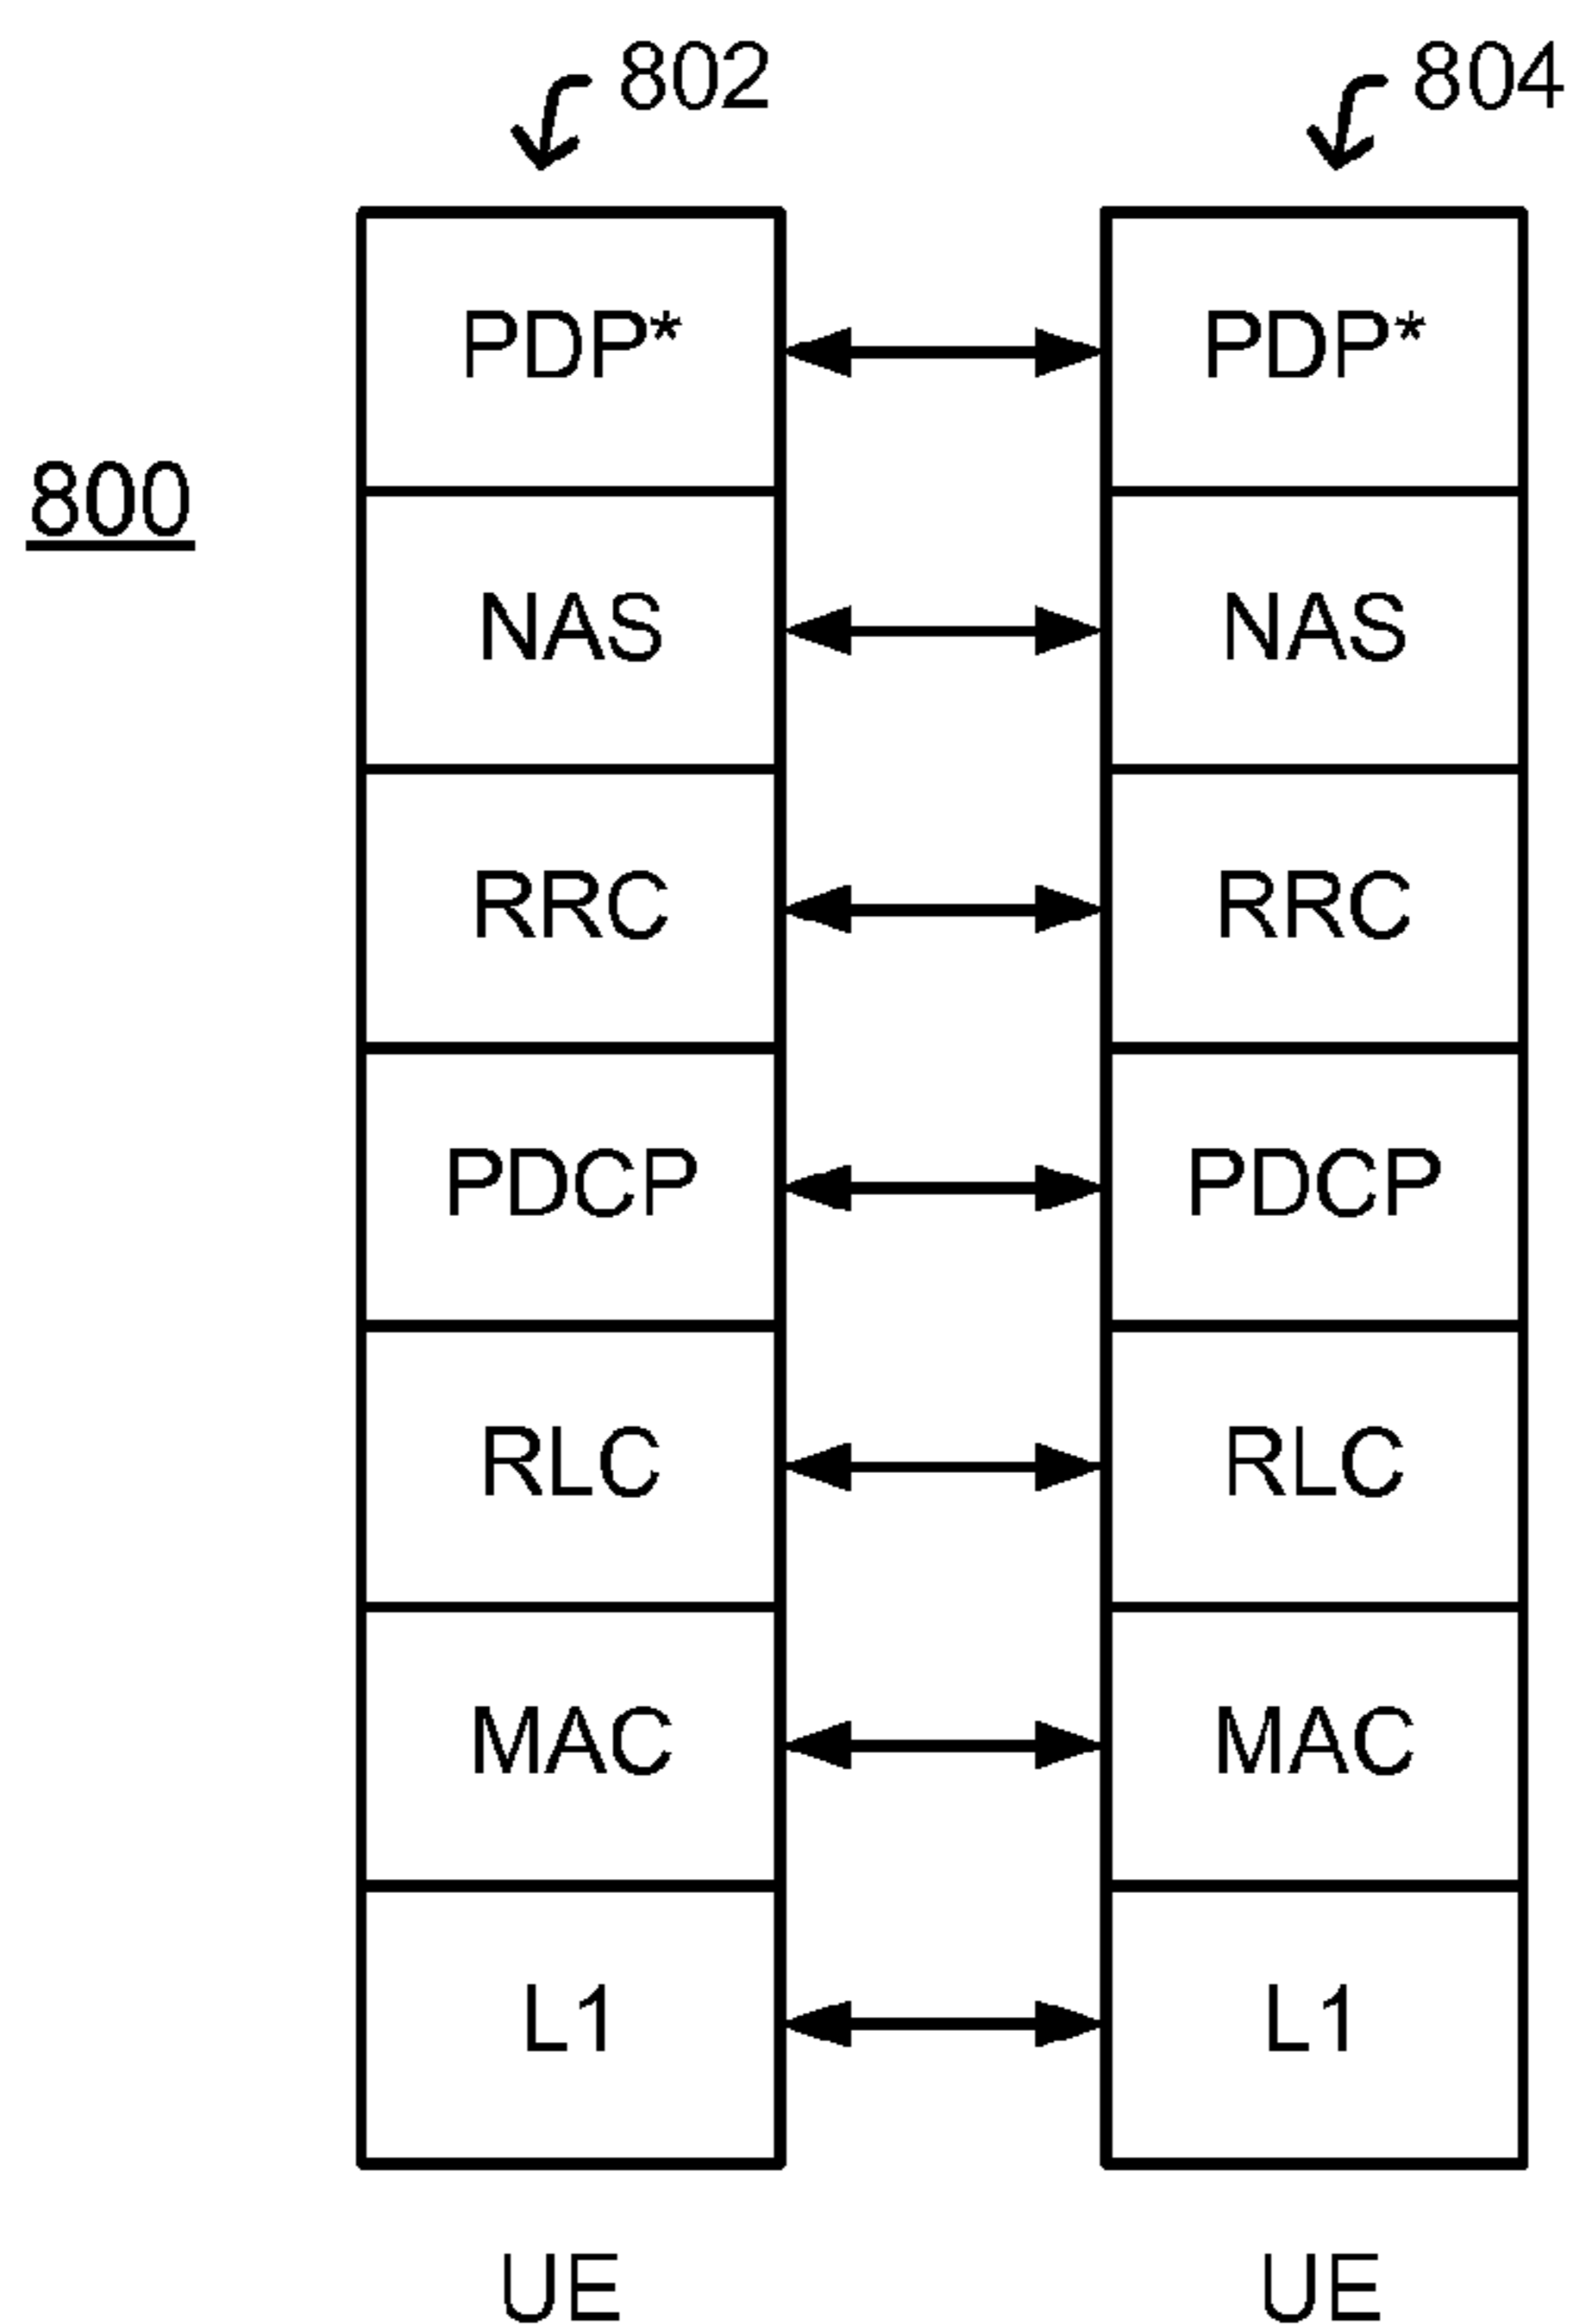 802 804
PDP* PDP*
800
NAS NAS
RRC RRC
PDCP PDCP
RLC RLC
MAC MAC
L1 L1
UE UE